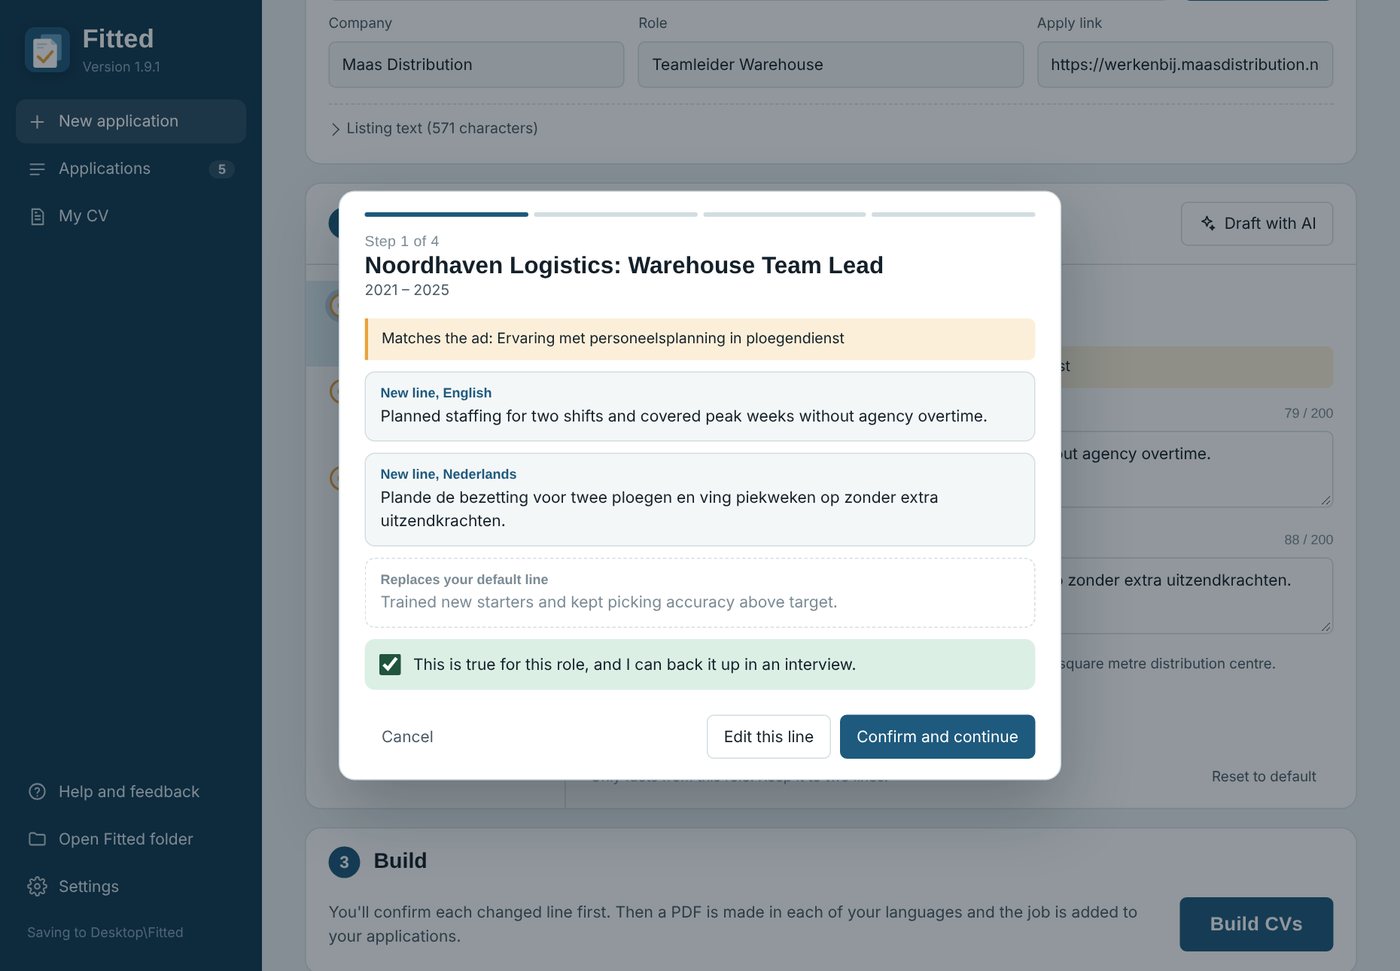 Fitted
Version 1.9.1
New application
Applications 5
My CV
Help and feedback
Open Fitted folder
Settings
Saving to Desktop\Fitted
Company
Role
Apply link
Maas Distribution
Teamleider Warehouse
https://werkenbij.maasdistribution.n
Listing text (571 characters)
Draft with AI
Step 1 of 4
Noordhaven Logistics: Warehouse Team Lead
2021 – 2025
Matches the ad: Ervaring met personeelsplanning in ploegendienst
New line, English
Planned staffing for two shifts and covered peak weeks without agency overtime.
New line, Nederlands
Plande de bezetting voor twee ploegen en ving piekweken op zonder extra
uitzendkrachten.
Replaces your default line
Trained new starters and kept picking accuracy above target.
This is true for this role, and I can back it up in an interview.
Cancel
Edit this line
Confirm and continue
79 / 200
agency overtime.
88 / 200
zonder extra uitzendkrachten.
square metre distribution centre.
Reset to default
3 Build
You'll confirm each changed line first. Then a PDF is made in each of your languages and the job is added to
your applications.
Build CVs